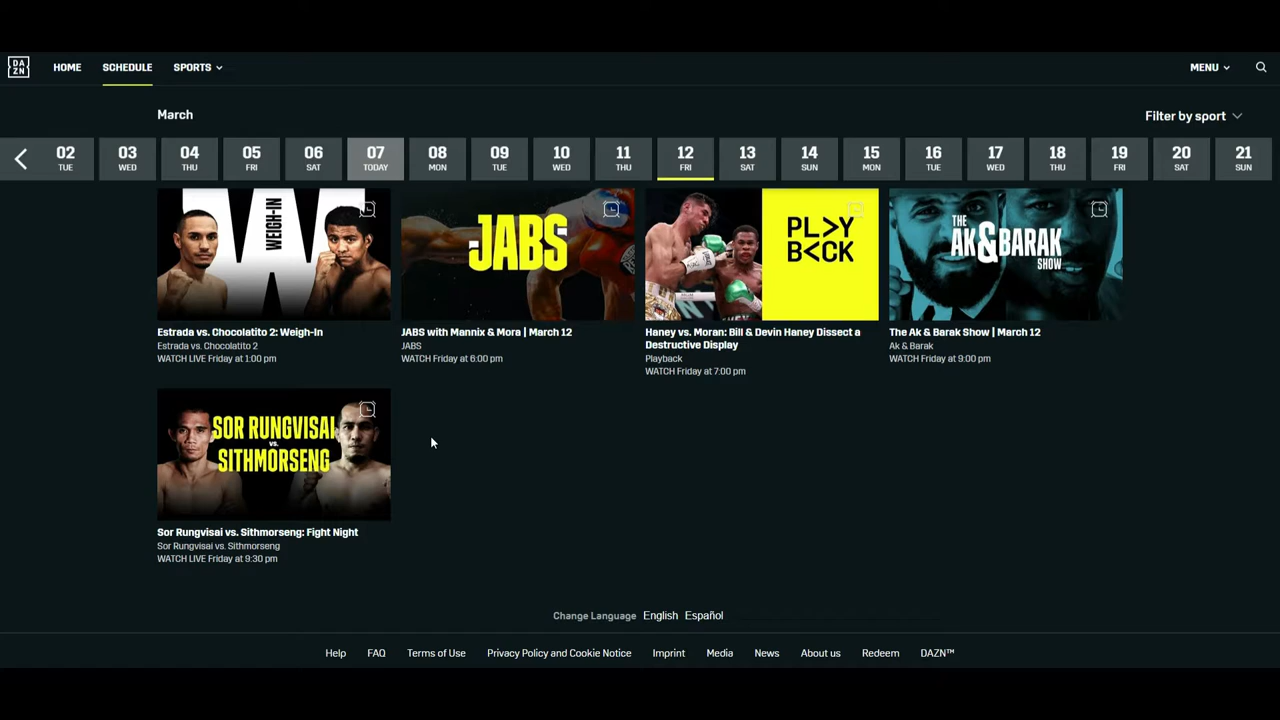 DA
ZN
HOME
SCHEDULE
SPORTS
MENU
March
Filter by sport
02
TUE
03
WED
04
THU
05
FRI
06
SAT
07
TODAY
08
MON
09
TUE
10
WED
11
THU
12
FRI
13
SAT
14
SUN
15
MON
16
TUE
17
WED
18
THU
19
FRI
20
SAT
21
SUN
WEIGH-IN
Estrada vs. Chocolatito 2: Weigh-In
Estrada vs. Chocolatito 2
WATCH LIVE Friday at 1:00 pm
JABS
JABS with Mannix & Mora | March 12
JABS
WATCH Friday at 6:00 pm
PL>Y
B<CK
Haney vs. Moran: Bill & Devin Haney Dissect a
Destructive Display
Playback
WATCH Friday at 7:00 pm
THE
AK&BARAK
SHOW
The Ak & Barak Show | March 12
Ak & Barak
WATCH Friday at 9:00 pm
SOR RUNGVISAI
VS.
SITHMORSENG
Sor Rungvisai vs. Sithmorseng: Fight Night
Sor Rungvisai vs. Sithmorseng
WATCH LIVE Friday at 9:30 pm
Change Language English Español
Help FAQ Terms of Use Privacy Policy and Cookie Notice Imprint Media News About us Redeem DAZN™